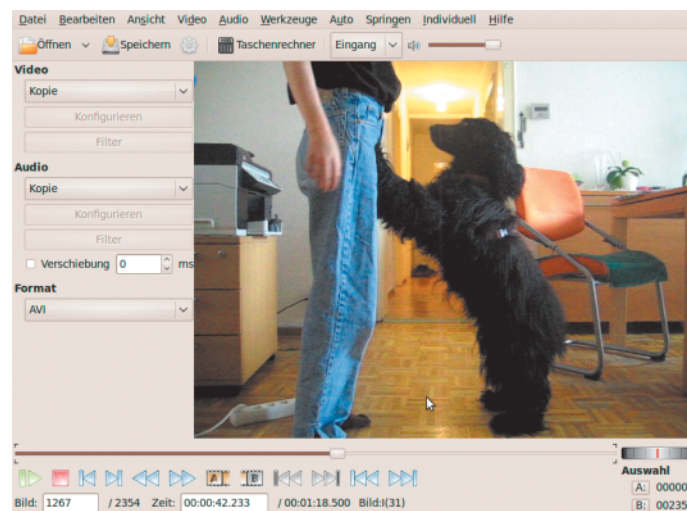 Datei Bearbeiten Ansicht Video Audio Werkzeuge Auto Springen Individuell Hilfe
Öffnen Speichern Taschenrechner Eingang
Video
Kopie
Konfigurieren
Filter
Audio
Kopie
Konfigurieren
Filter
Verschiebung 0 ms
Format
AVI
A B
Auswahl
Bild: 1267 / 2354 Zeit: 00:00:42.233 / 00:01:18.500 Bild:I(31)
A: 00000
B: 00235